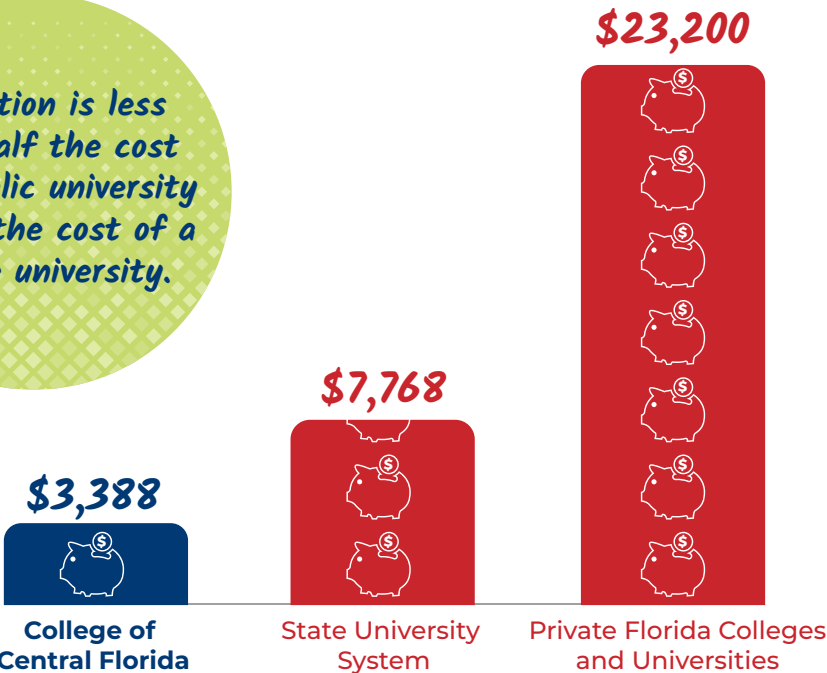 tion is less
alf the cost
lic university
the cost of a
e university.
$23,200
$7,768
$3,388
College of
Central Florida
State University
System
Private Florida Colleges
and Universities